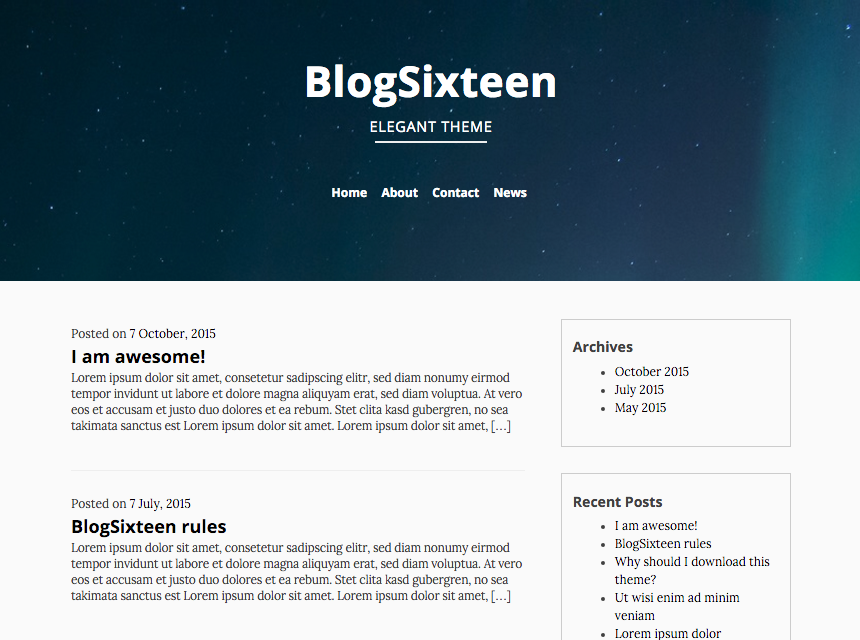 BlogSixteen
ELEGANT THEME
Home About Contact News
Posted on 7 October, 2015
I am awesome!
Lorem ipsum dolor sit amet, consetetur sadipscing elitr, sed diam nonumy eirmod
tempor invidunt ut labore et dolore magna aliquyam erat, sed diam voluptua. At vero
eos et accusam et justo duo dolores et ea rebum. Stet clita kasd gubergren, no sea
takimata sanctus est Lorem ipsum dolor sit amet. Lorem ipsum dolor sit amet, […]
Posted on 7 July, 2015
BlogSixteen rules
Lorem ipsum dolor sit amet, consetetur sadipscing elitr, sed diam nonumy eirmod
tempor invidunt ut labore et dolore magna aliquyam erat, sed diam voluptua. At vero
eos et accusam et justo duo dolores et ea rebum. Stet clita kasd gubergren, no sea
takimata sanctus est Lorem ipsum dolor sit amet. Lorem ipsum dolor sit amet, […]
Archives
October 2015
July 2015
May 2015
Recent Posts
I am awesome!
BlogSixteen rules
Why should I download this
theme?
Ut wisi enim ad minim
veniam
Lorem ipsum dolor